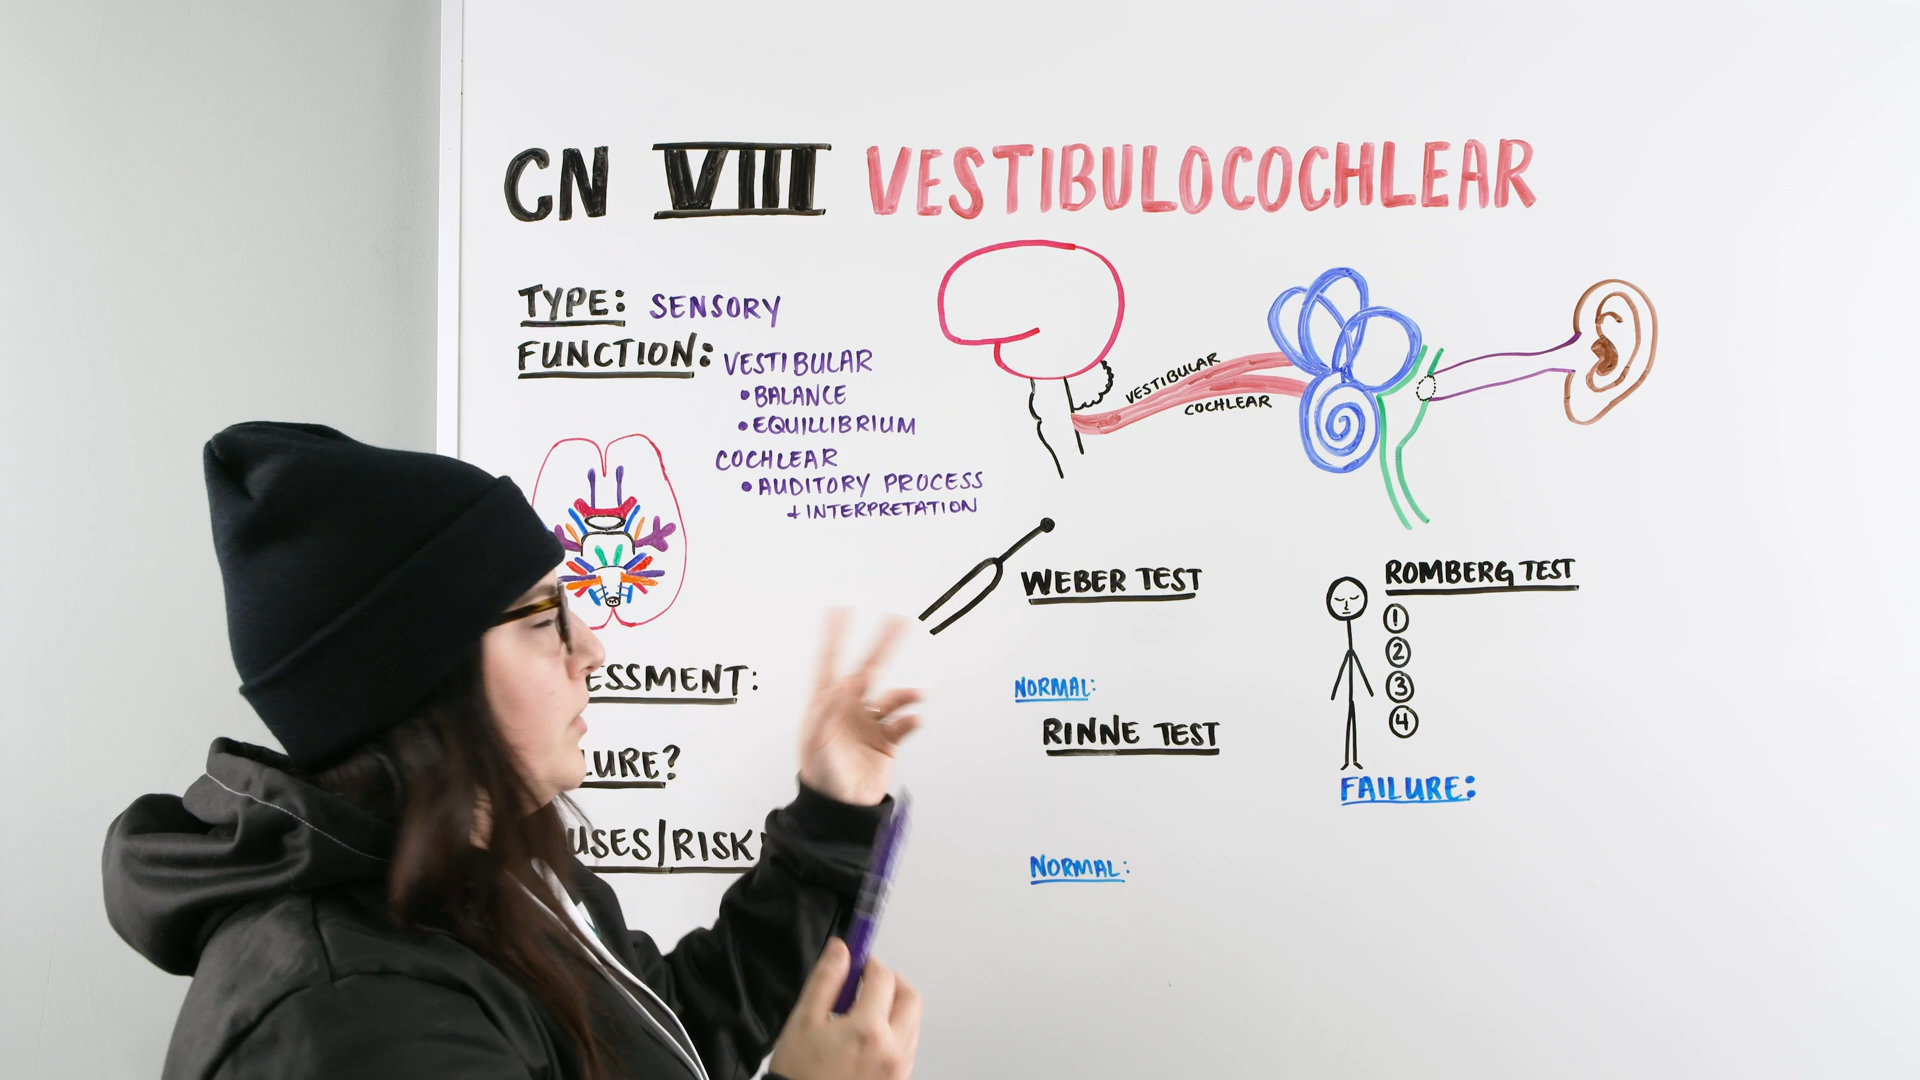 CN VIII VESTIBULOCOCHLEAR
TYPE: SENSORY
FUNCTION: VESTIBULAR
• BALANCE
• EQUILLIBRIUM
COCHLEAR
• AUDITORY PROCESS
+ INTERPRETATION
VESTIBULAR
COCHLEAR
ESSMENT:
LURE?
USES/RISK
WEBER TEST
NORMAL:
RINNE TEST
NORMAL:
ROMBERG TEST
1
2
3
4
FAILURE: